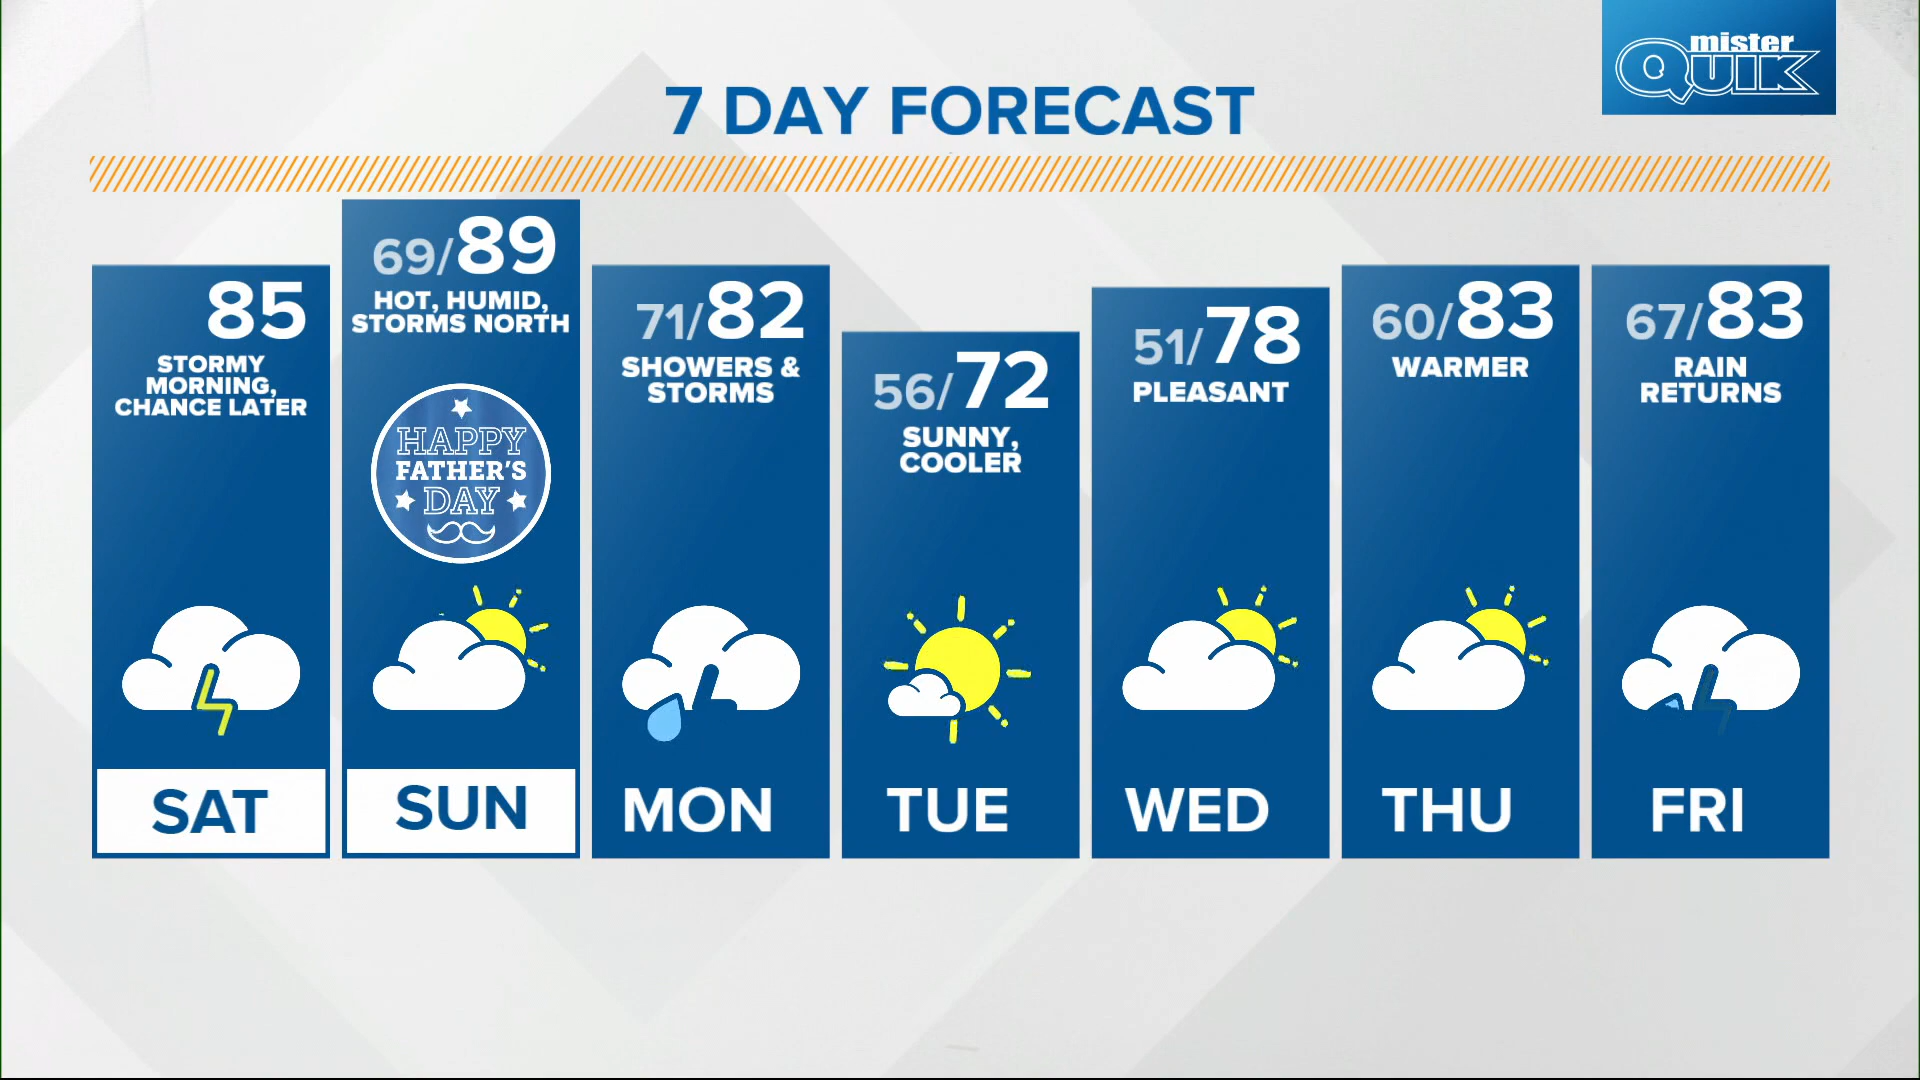 mister
QUIK
7 DAY FORECAST
85
STORMY
MORNING,
CHANCE LATER
SAT
69/89
HOT, HUMID,
STORMS NORTH
HAPPY
FATHER'S
DAY
SUN
71/82
SHOWERS &
STORMS
MON
56/72
SUNNY,
COOLER
TUE
51/78
PLEASANT
WED
60/83
WARMER
THU
67/83
RAIN
RETURNS
FRI